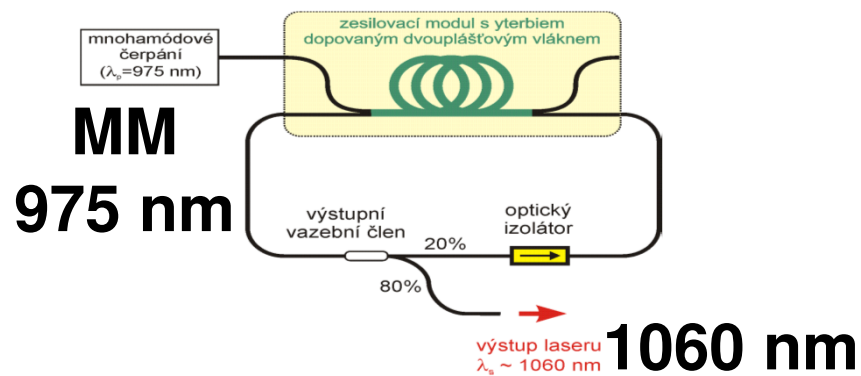 zesilovací modul s yterbiem
dopovaným dvouplášťovým vláknem
mnohamódové
čerpání
(λp=975 nm)
MM
975 nm
výstupní
vazební člen
optický
izolátor
20%
80%
výstup laseru
λs ~ 1060 nm
1060 nm